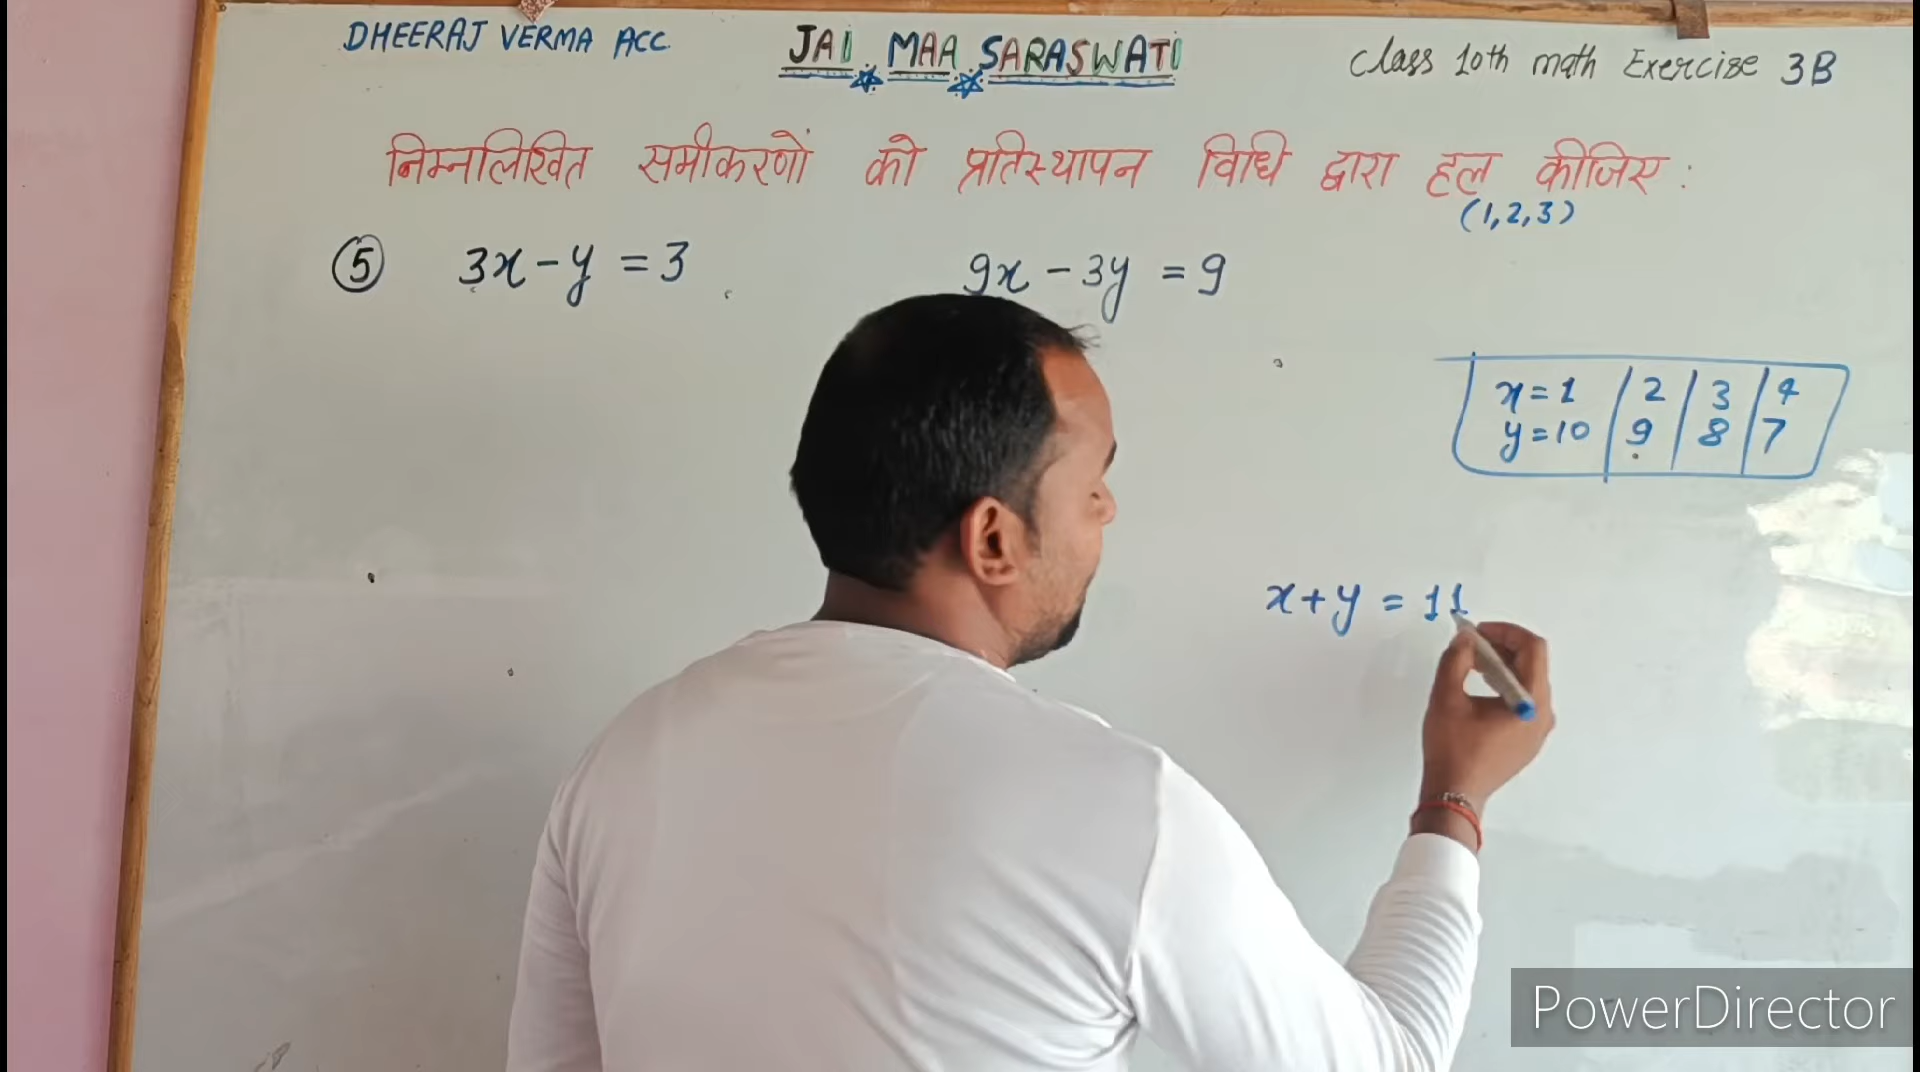 DHEERAJ VERMA ACC.
JAI MAA SARASWATI
Class 10th math Exercise 3B
निम्नलिखित समीकरणों को प्रतिस्थापन विधि द्वारा हल कीजिए :
(1,2,3)
⑤ 3x - y = 3
9x - 3y = 9
x = 1 | 2 | 3 | 4
y = 10 | 9 | 8 | 7
x + y = 11
PowerDirector